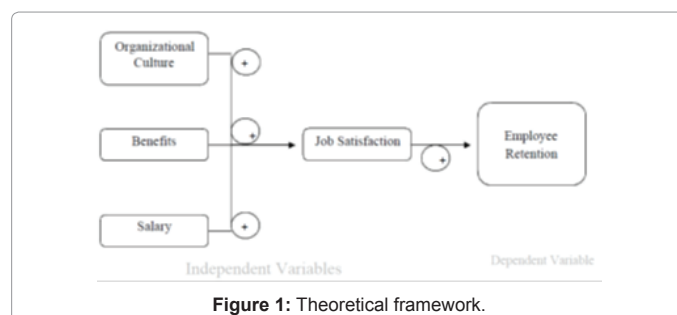 Organizational
Culture
+
Benefits
+
Job Satisfaction
+
Employee
Retention
Salary
+
Independent Variables
Dependent Variable
Figure 1: Theoretical framework.